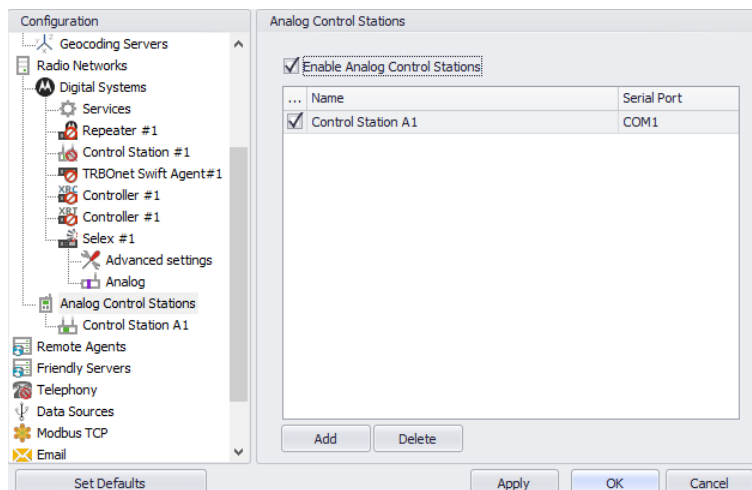 Configuration
Geocoding Servers
Radio Networks
Digital Systems
Services
Repeater #1
Control Station #1
TRBOnet Swift Agent#1
XRC
Controller #1
XRT
Controller #1
Selex #1
Advanced settings
Analog
Analog Control Stations
Control Station A1
Remote Agents
Friendly Servers
Telephony
Data Sources
Modbus TCP
Email
Set Defaults
Analog Control Stations
Enable Analog Control Stations
... Name Serial Port
Control Station A1 COM1
Add Delete
Apply OK Cancel